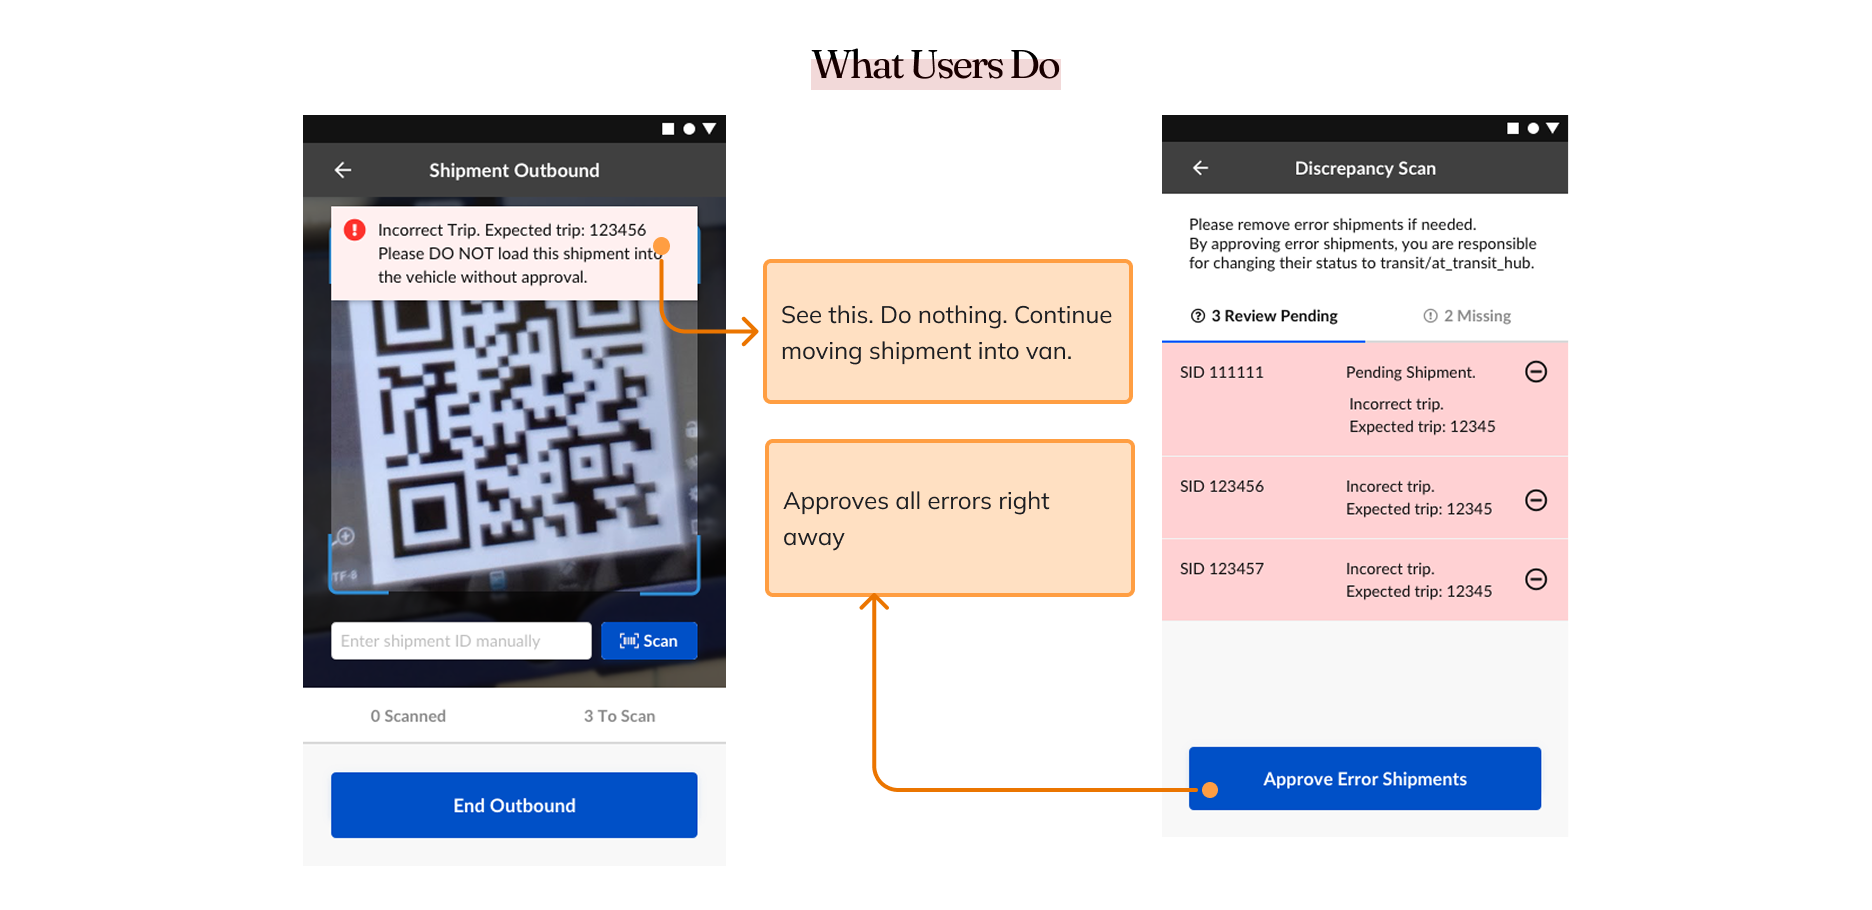 What Users Do
Shipment Outbound
Incorrect Trip. Expected trip: 123456
Please DO NOT load this shipment into
the vehicle without approval.
TF-8
Enter shipment ID manually
Scan
0 Scanned
3 To Scan
End Outbound
See this. Do nothing. Continue
moving shipment into van.
Approves all errors right
away
Discrepancy Scan
Please remove error shipments if needed.
By approving error shipments, you are responsible
for changing their status to transit/at_transit_hub.
3 Review Pending
2 Missing
SID 111111
Pending Shipment.
Incorrect trip.
Expected trip: 12345
SID 123456
Incorect trip.
Expected trip: 12345
SID 123457
Incorect trip.
Expected trip: 12345
Approve Error Shipments